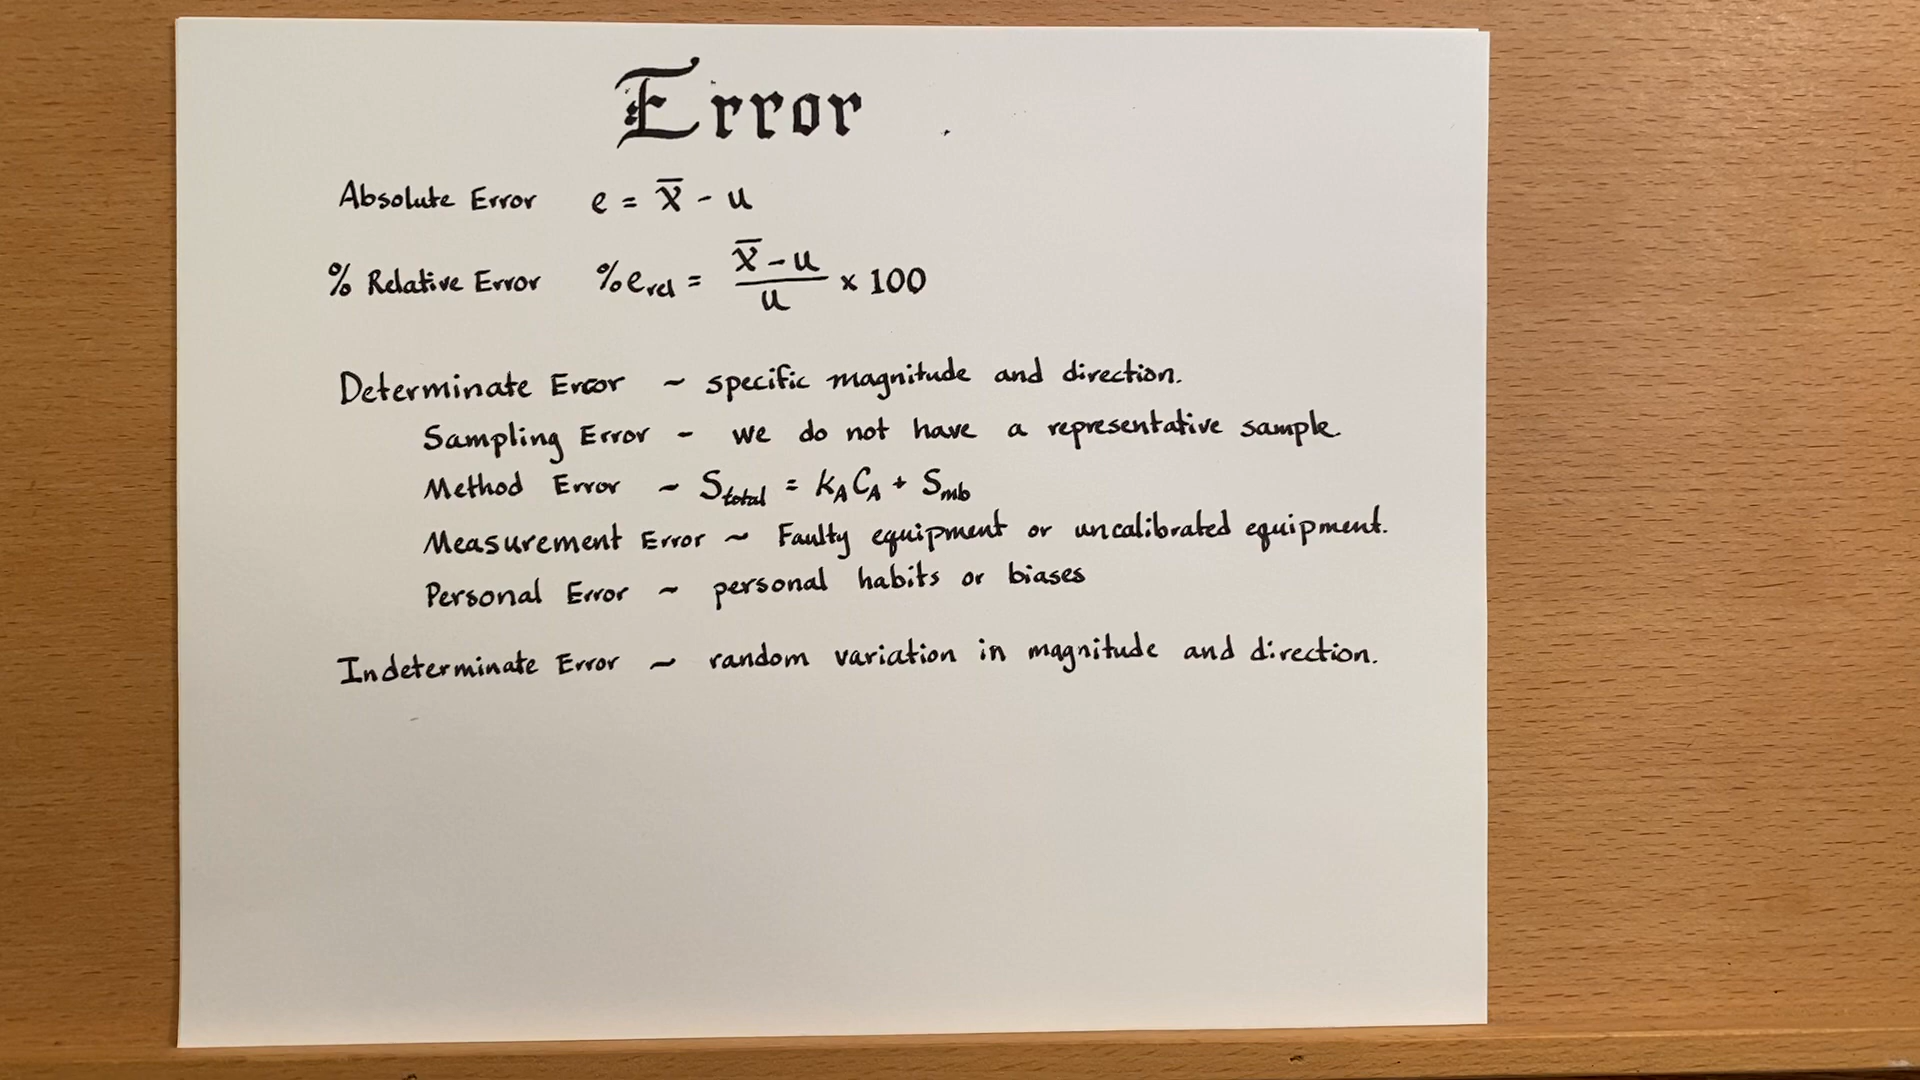 Error
Absolute Error e = x̅ - u
% Relative Error %e_rel = (x̅ - u)/u × 100
Determinate Error ~ specific magnitude and direction.
Sampling Error - we do not have a representative sample.
Method Error ~ S_total = k_A C_A + S_mb
Measurement Error ~ Faulty equipment or uncalibrated equipment.
Personal Error ~ personal habits or biases
Indeterminate Error ~ random variation in magnitude and direction.